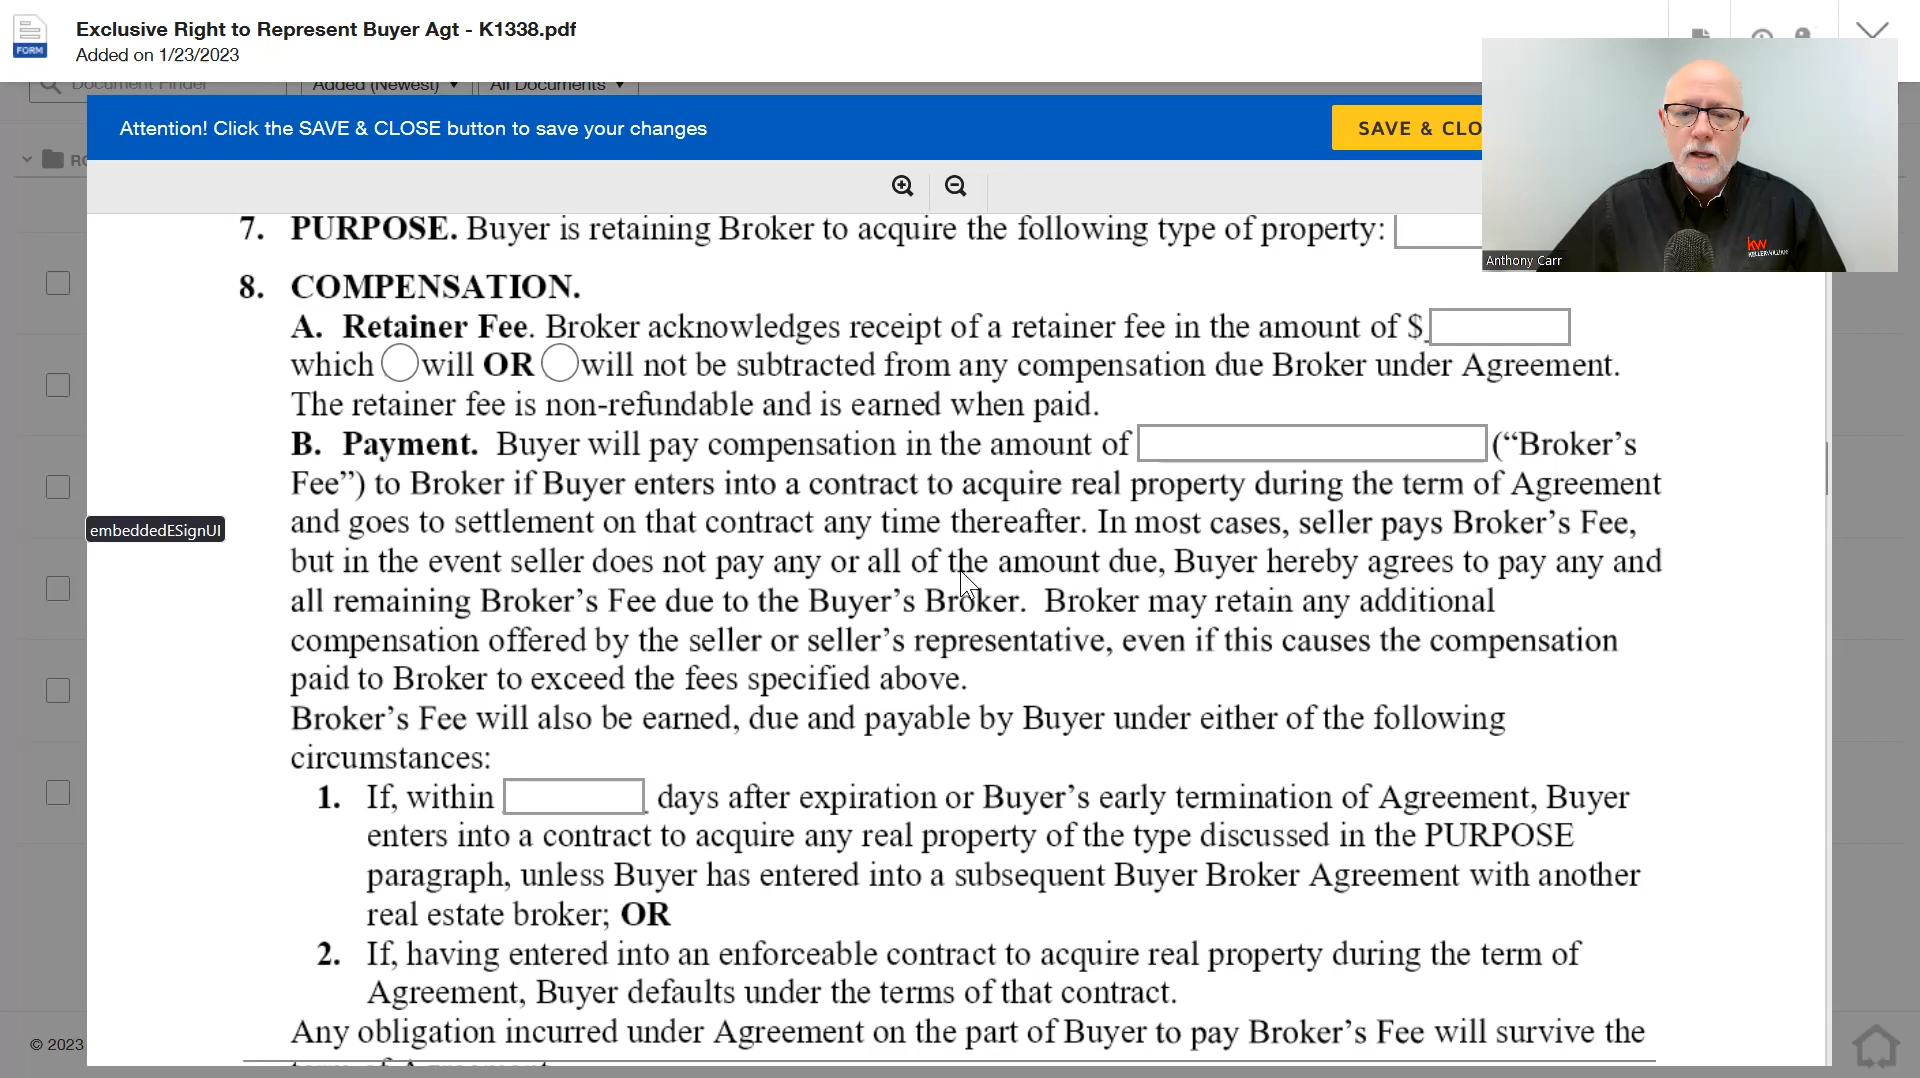 Exclusive Right to Represent Buyer Agt - K1338.pdf
FORM
Added on 1/23/2023
Document Finder
Added (Newest)
All Documents
Attention! Click the SAVE & CLOSE button to save your changes
SAVE & CLO
7. PURPOSE. Buyer is retaining Broker to acquire the following type of property:
kw
KELLERWILLIAMS
Anthony Carr
8. COMPENSATION.
A. Retainer Fee. Broker acknowledges receipt of a retainer fee in the amount of $
which will OR will not be subtracted from any compensation due Broker under Agreement.
The retainer fee is non-refundable and is earned when paid.
B. Payment. Buyer will pay compensation in the amount of (“Broker’s
Fee”) to Broker if Buyer enters into a contract to acquire real property during the term of Agreement
and goes to settlement on that contract any time thereafter. In most cases, seller pays Broker’s Fee,
embeddedESignUI
but in the event seller does not pay any or all of the amount due, Buyer hereby agrees to pay any and
all remaining Broker’s Fee due to the Buyer’s Broker. Broker may retain any additional
compensation offered by the seller or seller’s representative, even if this causes the compensation
paid to Broker to exceed the fees specified above.
Broker’s Fee will also be earned, due and payable by Buyer under either of the following
circumstances:
1. If, within days after expiration or Buyer’s early termination of Agreement, Buyer
enters into a contract to acquire any real property of the type discussed in the PURPOSE
paragraph, unless Buyer has entered into a subsequent Buyer Broker Agreement with another
real estate broker; OR
2. If, having entered into an enforceable contract to acquire real property during the term of
Agreement, Buyer defaults under the terms of that contract.
Any obligation incurred under Agreement on the part of Buyer to pay Broker’s Fee will survive the
© 2023